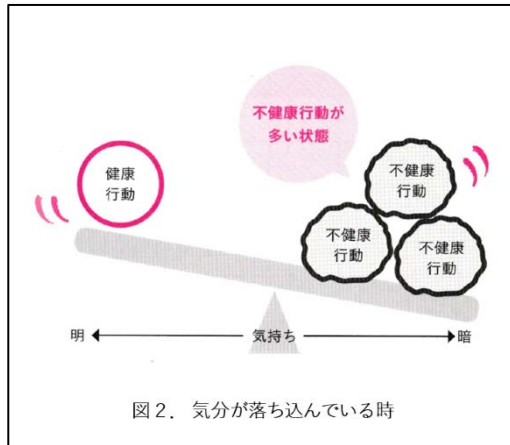 不健康行動が
多い状態
健康
行動
不健康
行動
不健康
行動
不健康
行動
明
気持ち
暗
図２．　気分が落ち込んでいる時